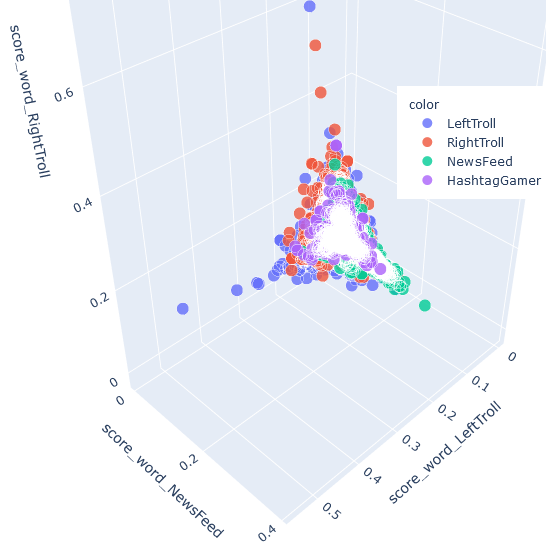 score_word_RightTroll
0.6
0.4
0.2
0
color
LeftTroll
RightTroll
NewsFeed
HashtagGamer
0
0.2
0.4
score_word_NewsFeed
0
0.1
0.2
0.3
0.4
0.5
score_word_LeftTroll